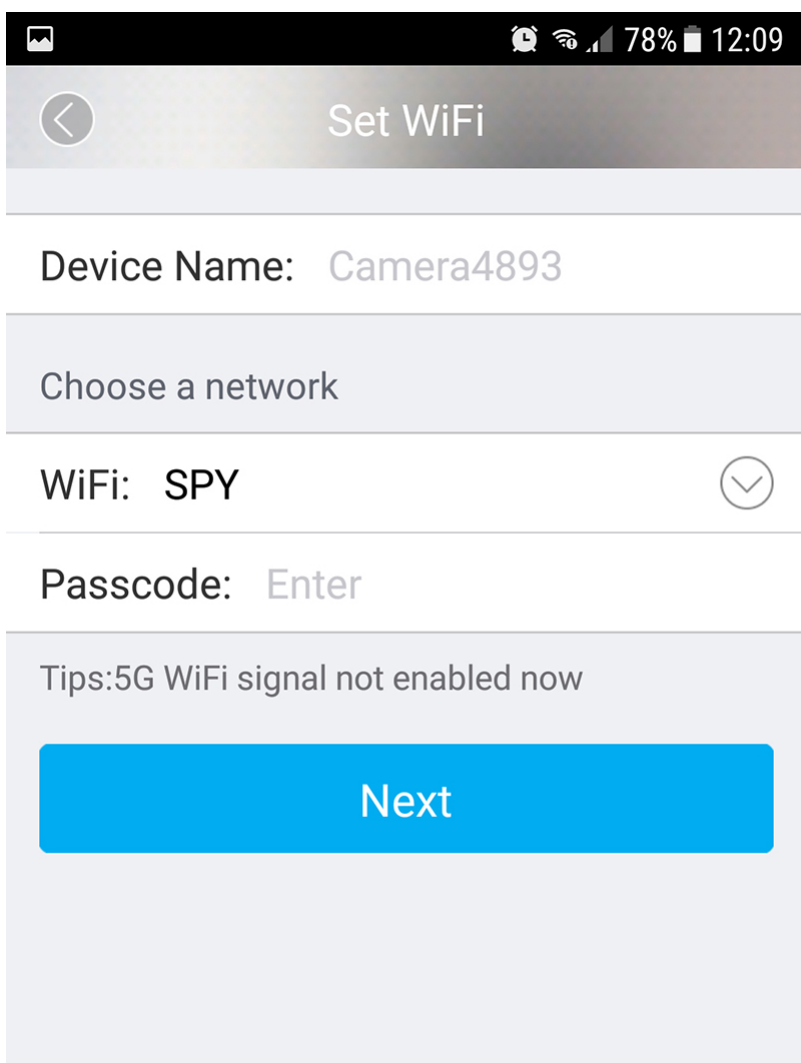 78% 12:09
Set WiFi
Device Name: Camera4893
Choose a network
WiFi: SPY
Passcode: Enter
Tips:5G WiFi signal not enabled now
Next